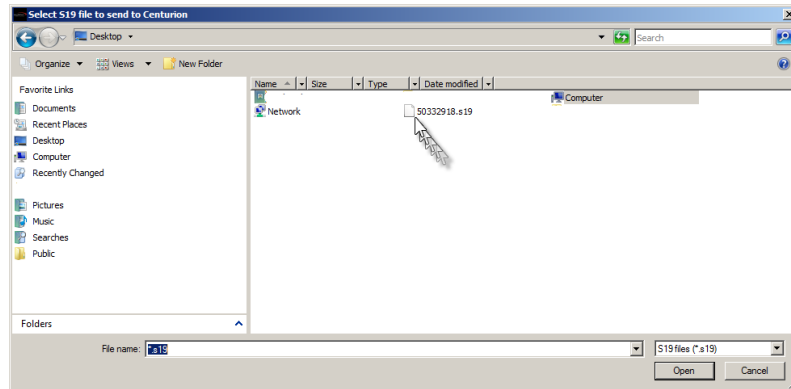 Select S19 file to send to Centurion
Desktop
Search
Organize Views New Folder
Favorite Links
Documents
Recent Places
Desktop
Computer
Recently Changed
Pictures
Music
Searches
Public
Folders
Name Size Type Date modified
Computer
Network
50332918.s19
File name: *.s19
S19 files (*.s19)
Open Cancel